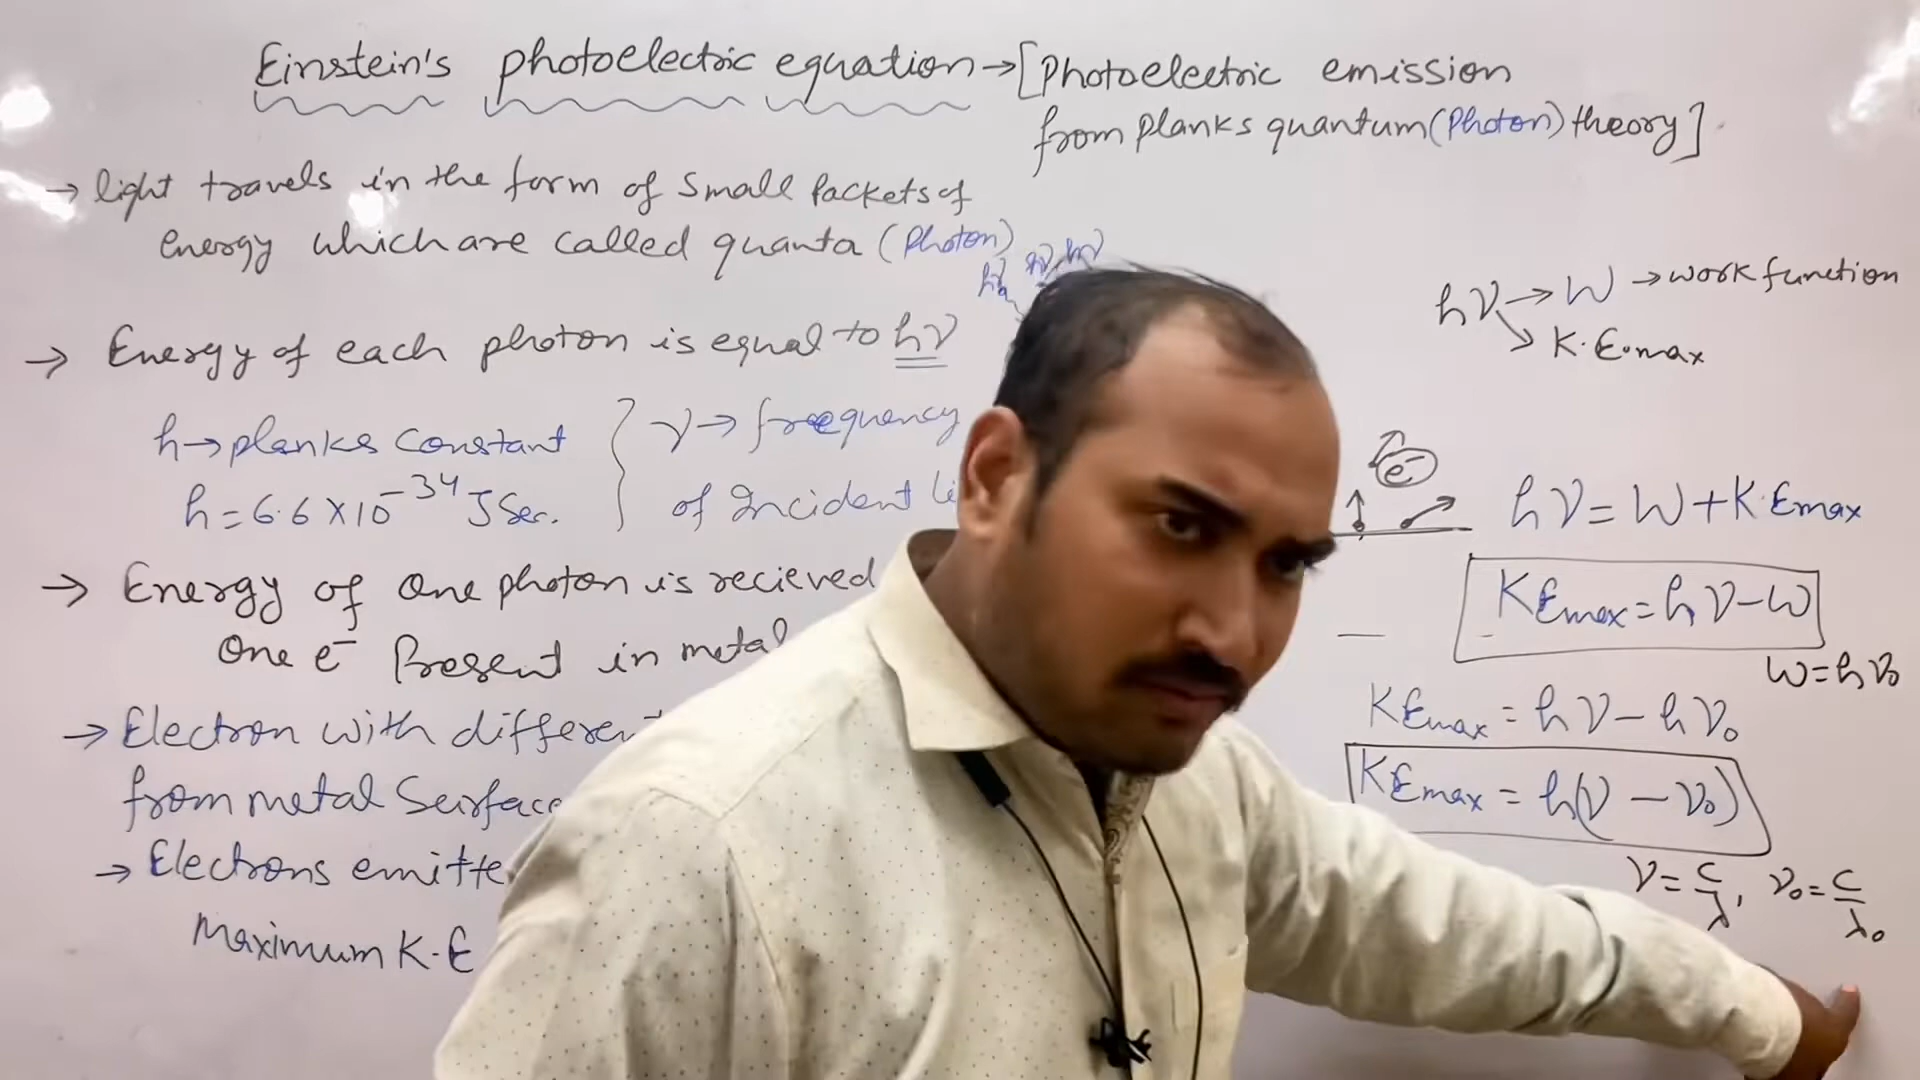 Einstein's photoelectric equation → [Photoelectric emission
from planks quantum (Photon) theory]
→ light travels in the form of small Packets of
energy which are called quanta (Photon)
hν hν hν
→ Energy of each photon is equal to hν
h → planks constant
h = 6.6 × 10⁻³⁴ J Sec.
ν → frequency
of Incident
→ Energy of one photon is recieved
One e⁻ Present in metal
→ Electron with
from metal Surface
→ Electrons
Maximum K.E
hν → W → work function
↘ K.E.max
e⁻
hν = W + K.Emax
KEmax = hν - W
W = hν₀
KEmax = hν - hν₀
KEmax = h(ν - ν₀)
ν = c/λ, ν₀ = c/λ₀